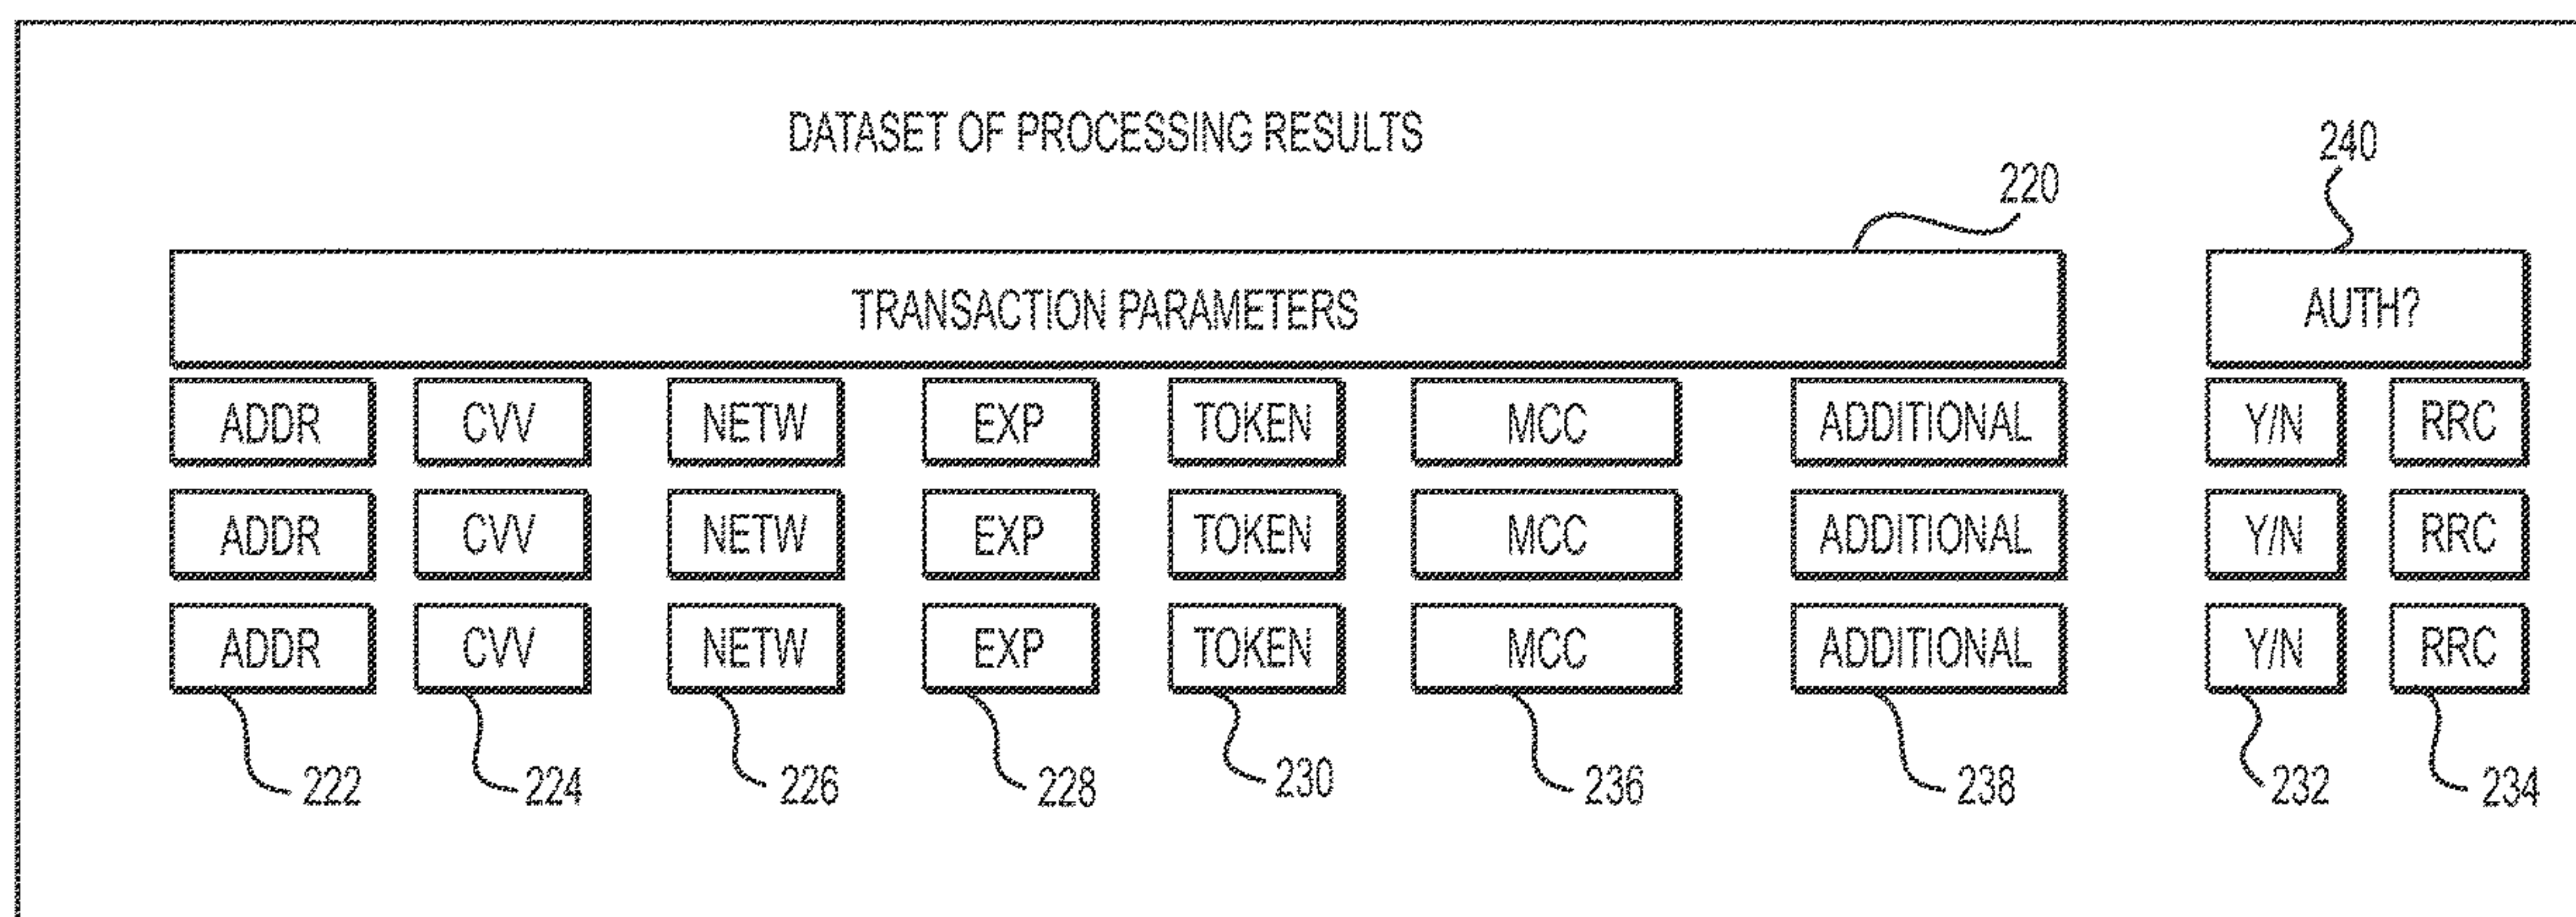 DATASET OF PROCESSING RESULTS
240
220
TRANSACTION PARAMETERS AUTH?
ADDR CVV NETW EXP TOKEN MCC ADDITIONAL Y/N RRC
ADDR CVV NETW EXP TOKEN MCC ADDITIONAL Y/N RRC
ADDR CVV NETW EXP TOKEN MCC ADDITIONAL Y/N RRC
222 224 226 228 230 236 238 232 234